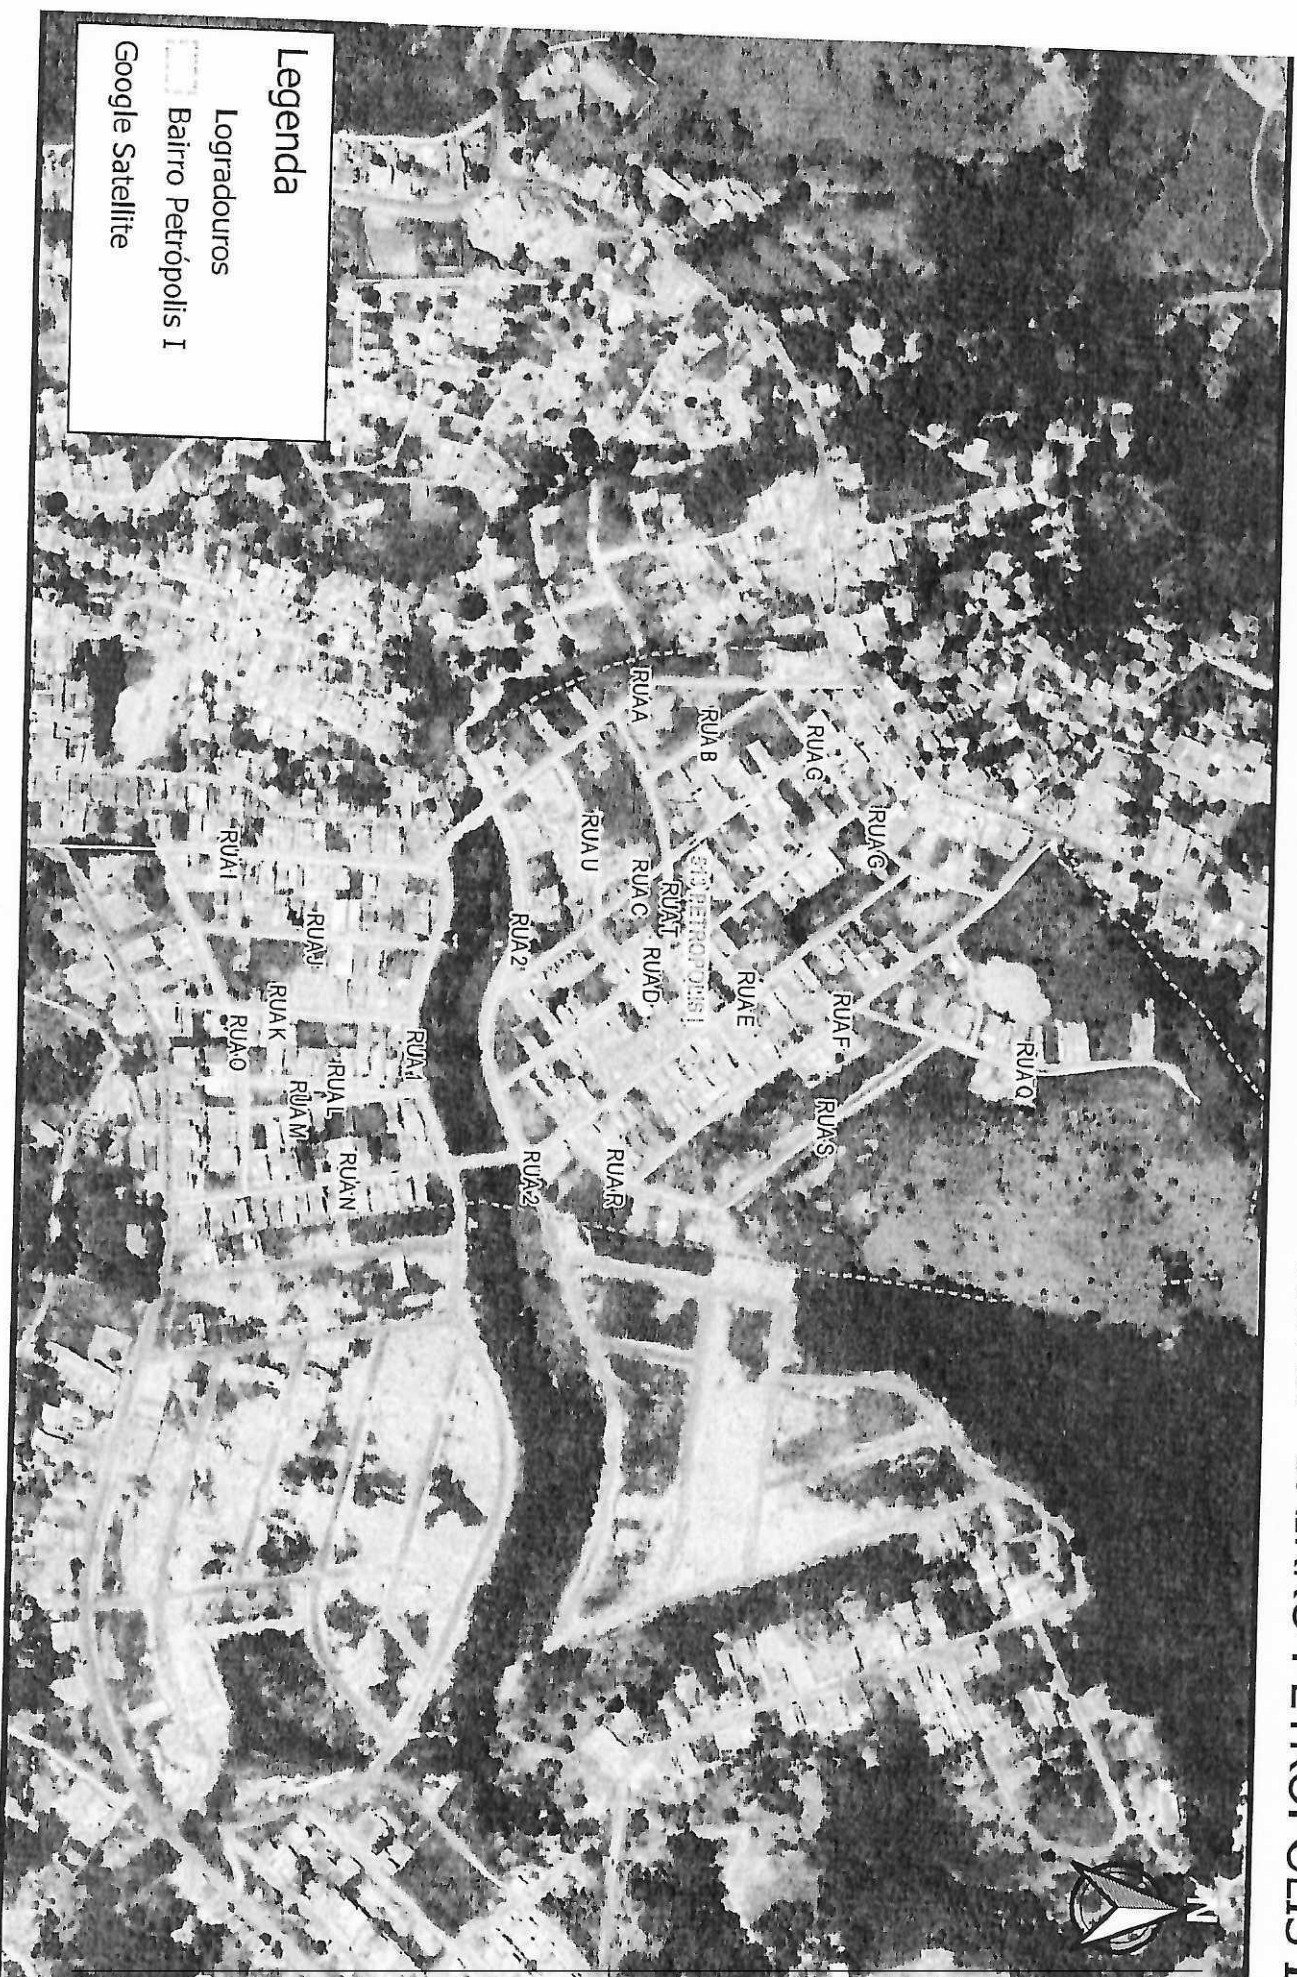 PETRÓPOLIS I
N
RUA Q
RUA S
RUA F
RUA G
RUA G
RUA E
RUA B
RUA T
RUA D
RUA C
RUA A
RUA R
RUA U
RUA 2
RUA 2
RUA 1
RUA N
RUA L
RUA J
RUA M
RUA K
RUA O
RUA I
Legenda
Logradouros
Bairro Petrópolis I
Google Satellite